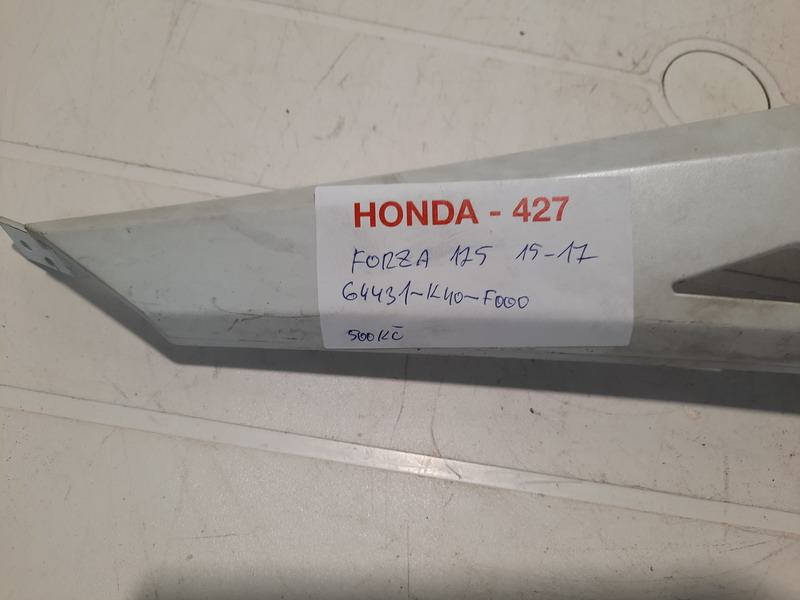 HONDA - 427
FORZA 125 15-17
64431-K40-F000
500Kč